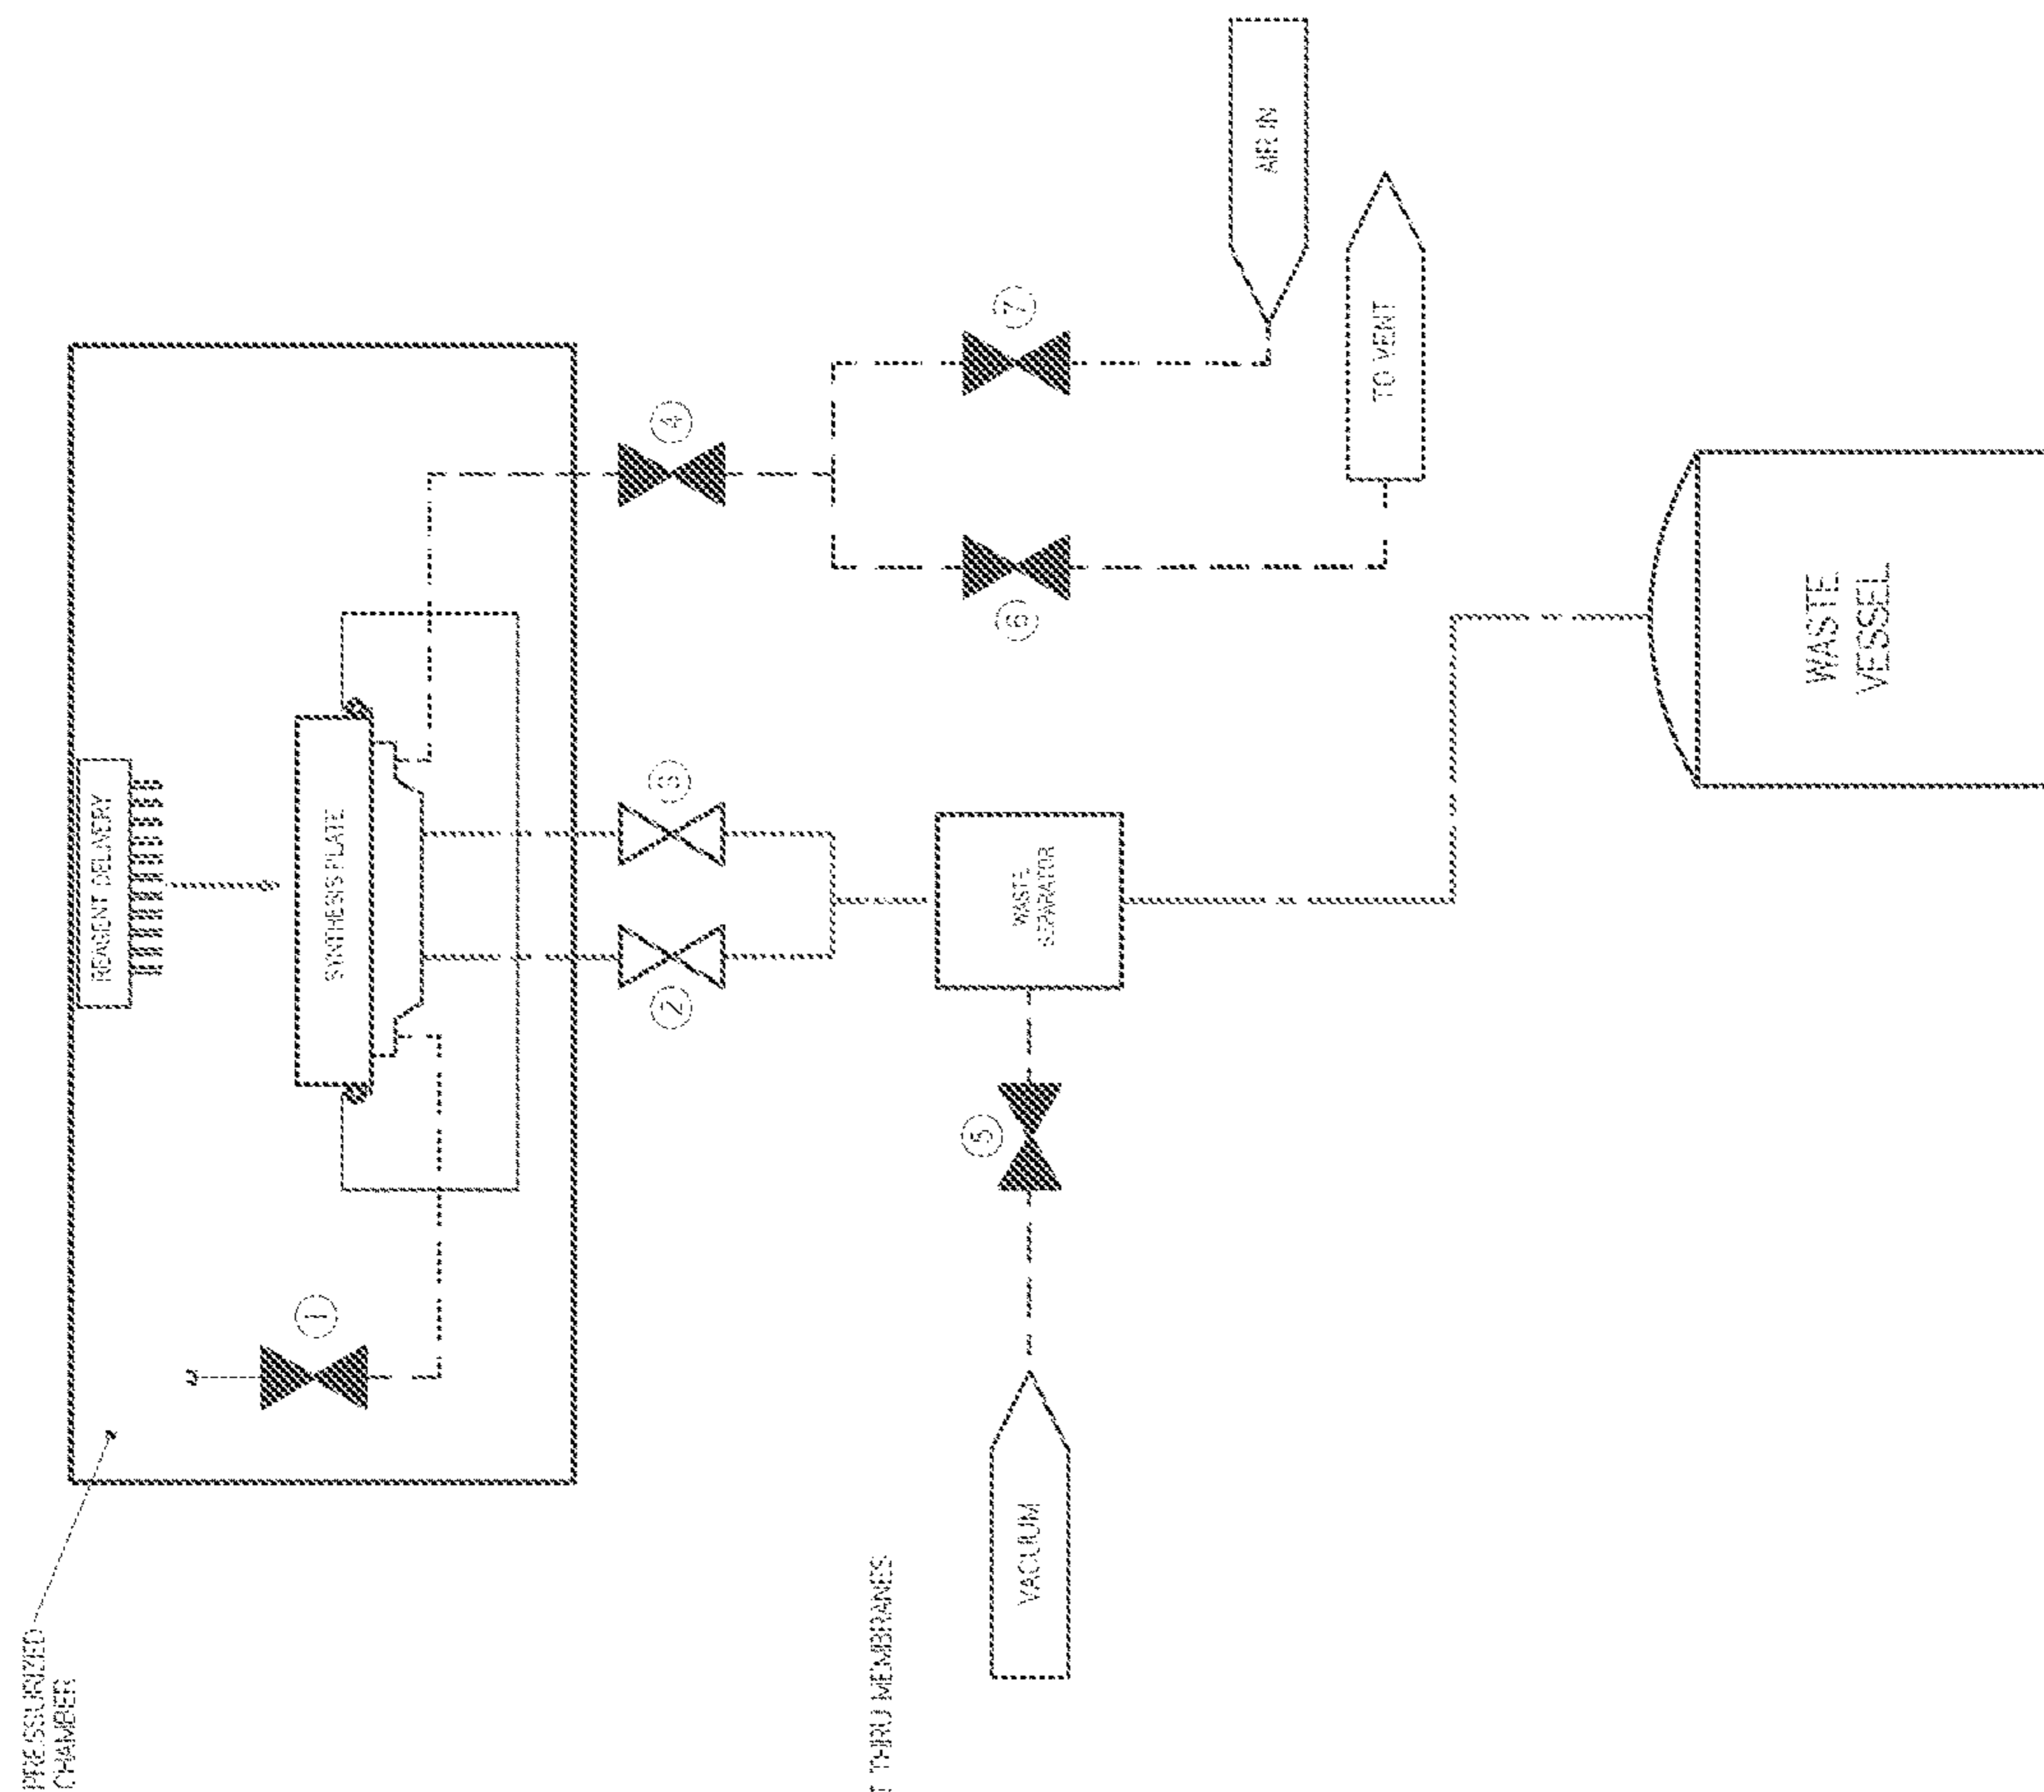 PRESSURIZED
CHAMBER
REAGENT DELIVERY
SYNTHESIS PLATE
1
2
3
4
5
6
7
WASTE
SEPARATOR
VACUUM
AIR IN
TO VENT
WASTE
VESSEL
THRU MEMBRANES